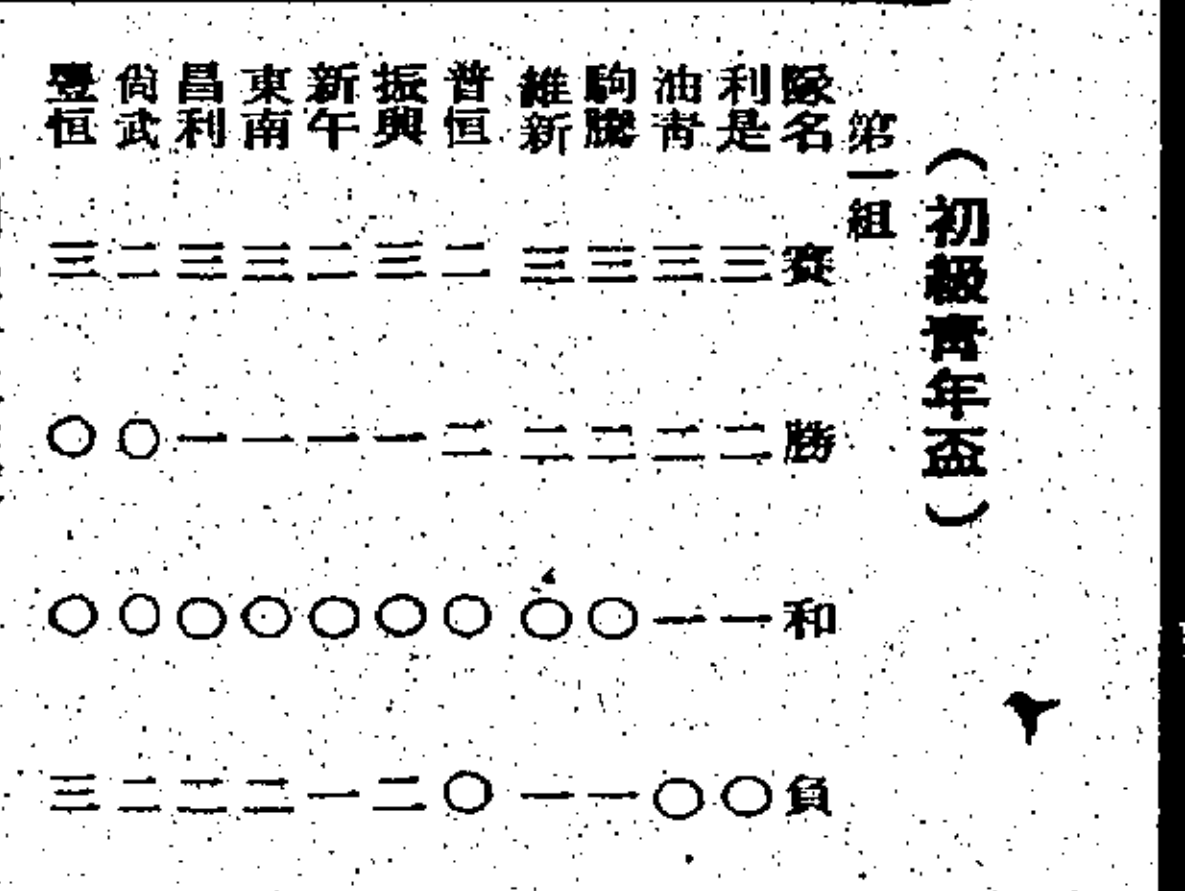 （初級青年盃）
第一組
隊名 賽 勝 和 負
利是 三 二 一 〇
油青 三 二 一 〇
駒騰 三 二 〇 一
維新 三 二 〇 一
普恒 二 二 〇 〇
振興 三 一 〇 二
新午 二 一 〇 一
東南 三 一 〇 二
昌利 三 一 〇 二
尙武 二 〇 〇 二
豐恒 三 〇 〇 三